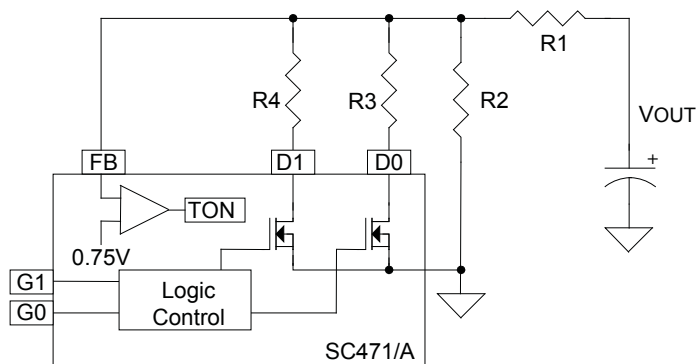 R1
R4
R3
R2
VOUT
+
FB
D1
D0
TON
0.75V
G1
G0
Logic
Control
SC471/A